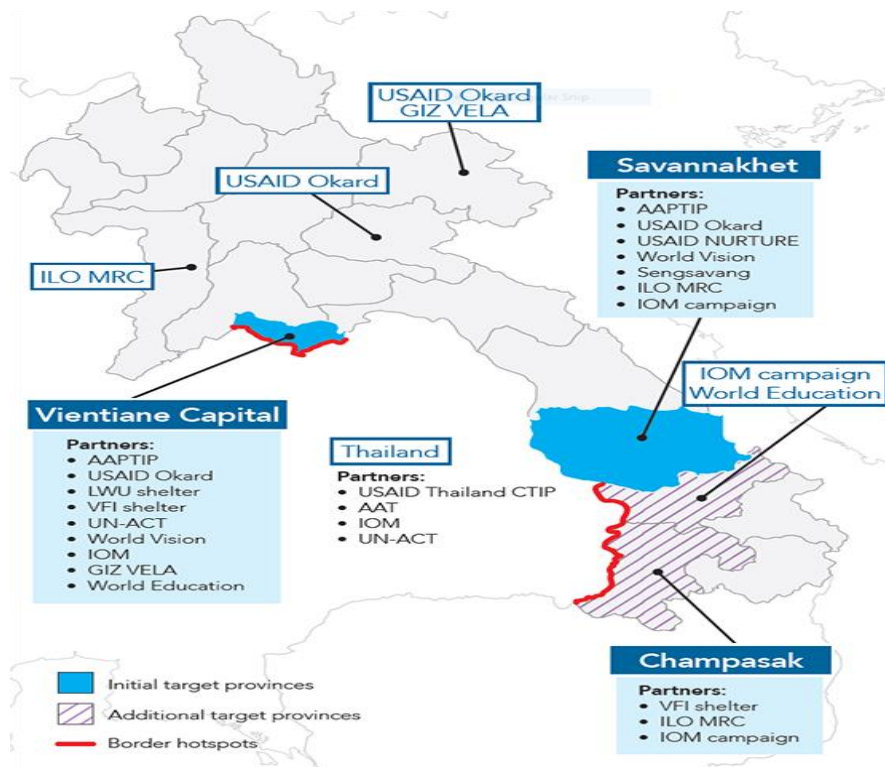 USAID Okard
GIZ VELA
USAID Okard
ILO MRC
Savannakhet
Partners:
• AAPTIP
• USAID Okard
• USAID NURTURE
• World Vision
• Sengsavang
• ILO MRC
• IOM campaign
IOM campaign
World Education
Vientiane Capital
Partners:
• AAPTIP
• USAID Okard
• LWU shelter
• VFI shelter
• UN-ACT
• World Vision
• IOM
• GIZ VELA
• World Education
Thailand
Partners:
• USAID Thailand CTIP
• AAT
• IOM
• UN-ACT
Champasak
Partners:
• VFI shelter
• ILO MRC
• IOM campaign
Initial target provinces
Additional target provinces
Border hotspots